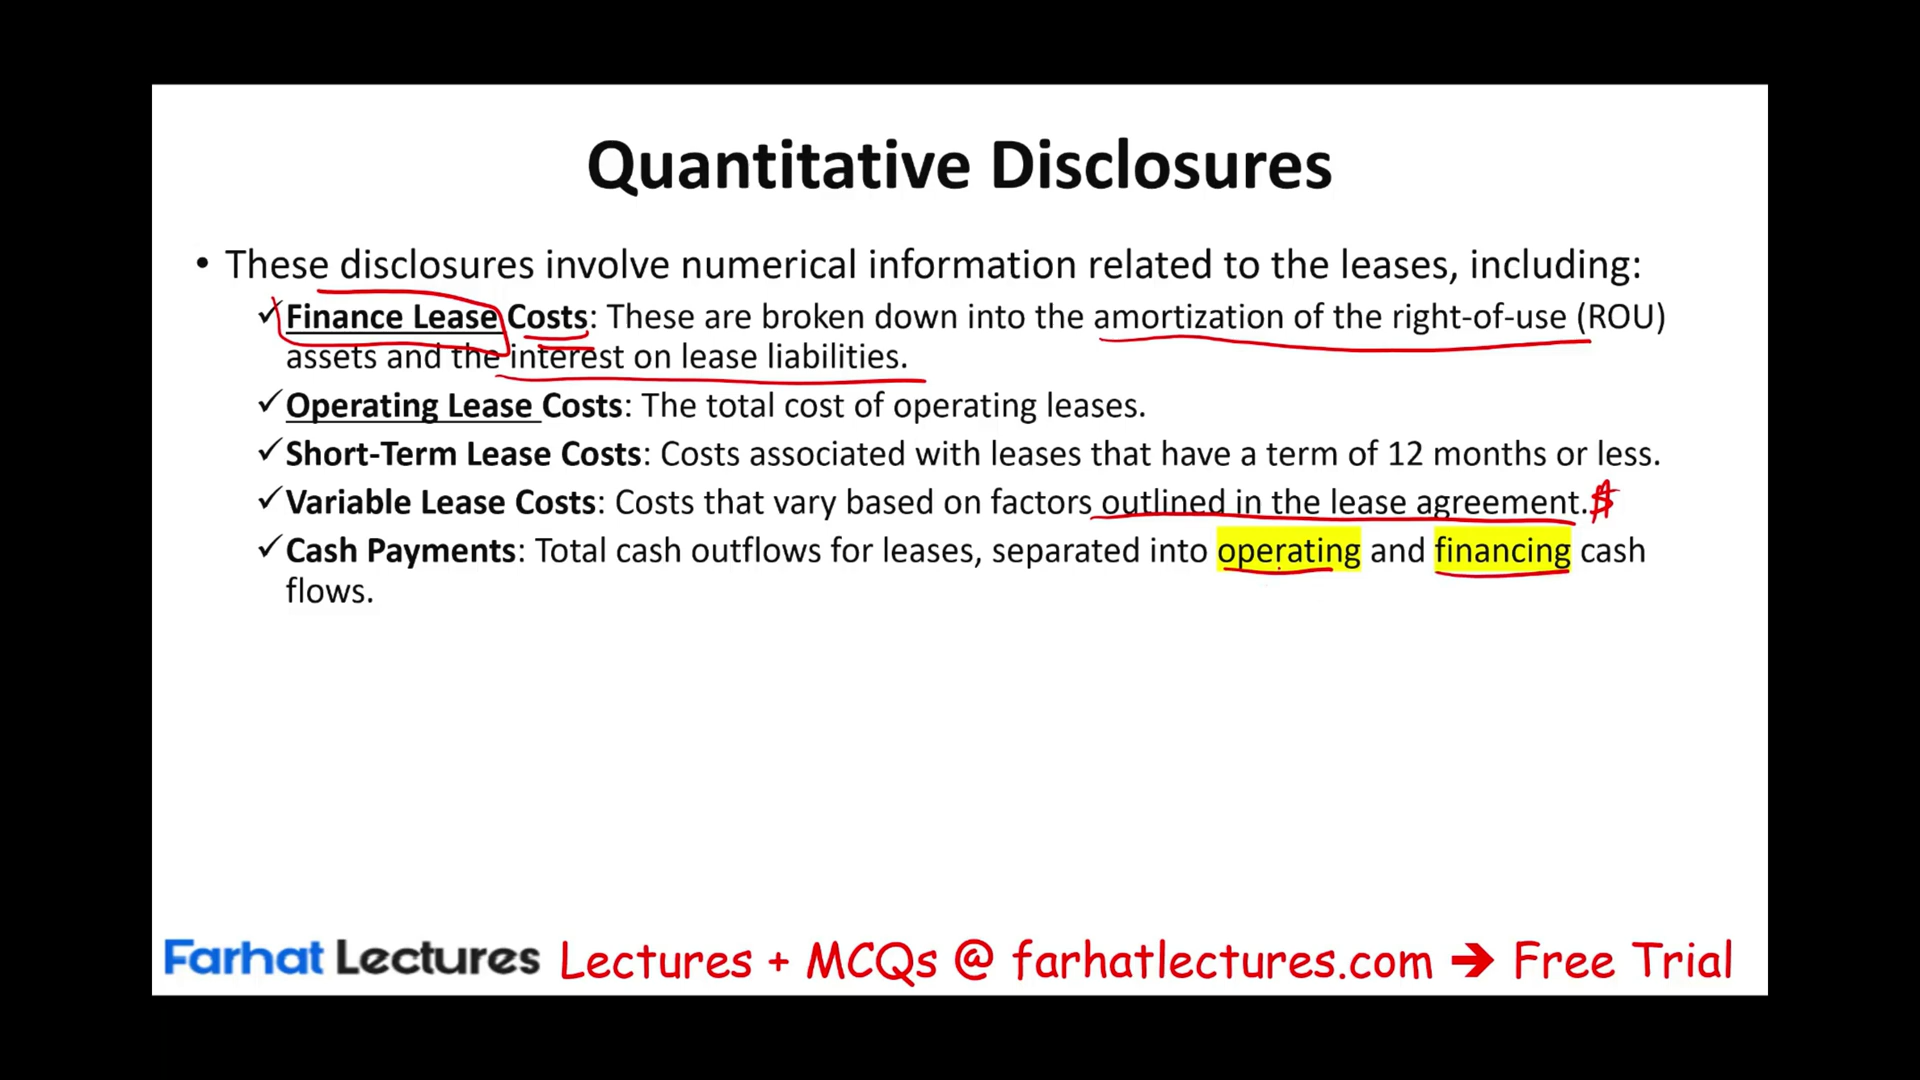 Quantitative Disclosures
• These disclosures involve numerical information related to the leases, including:
✓Finance Lease Costs: These are broken down into the amortization of the right-of-use (ROU)
assets and the interest on lease liabilities.
✓Operating Lease Costs: The total cost of operating leases.
✓Short-Term Lease Costs: Costs associated with leases that have a term of 12 months or less.
✓Variable Lease Costs: Costs that vary based on factors outlined in the lease agreement.$
✓Cash Payments: Total cash outflows for leases, separated into operating and financing cash
flows.
Farhat Lectures Lectures + MCQs @ farhatlectures.com ➔ Free Trial